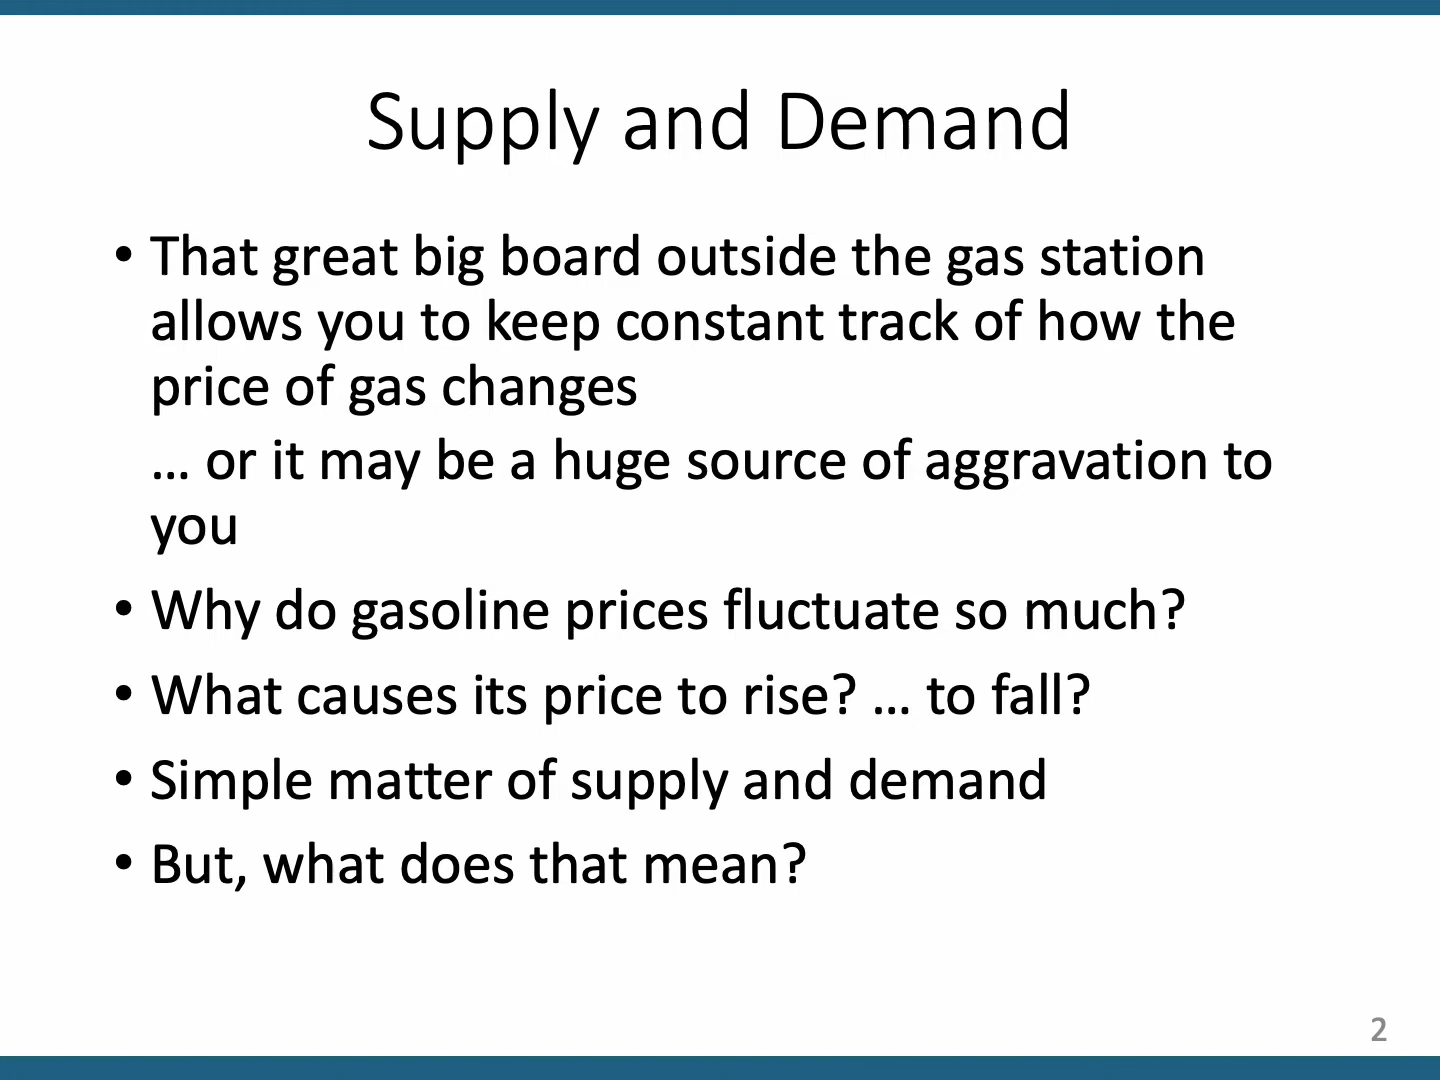 Supply and Demand
• That great big board outside the gas station
allows you to keep constant track of how the
price of gas changes
... or it may be a huge source of aggravation to
you
• Why do gasoline prices fluctuate so much?
• What causes its price to rise? ... to fall?
• Simple matter of supply and demand
• But, what does that mean?
2